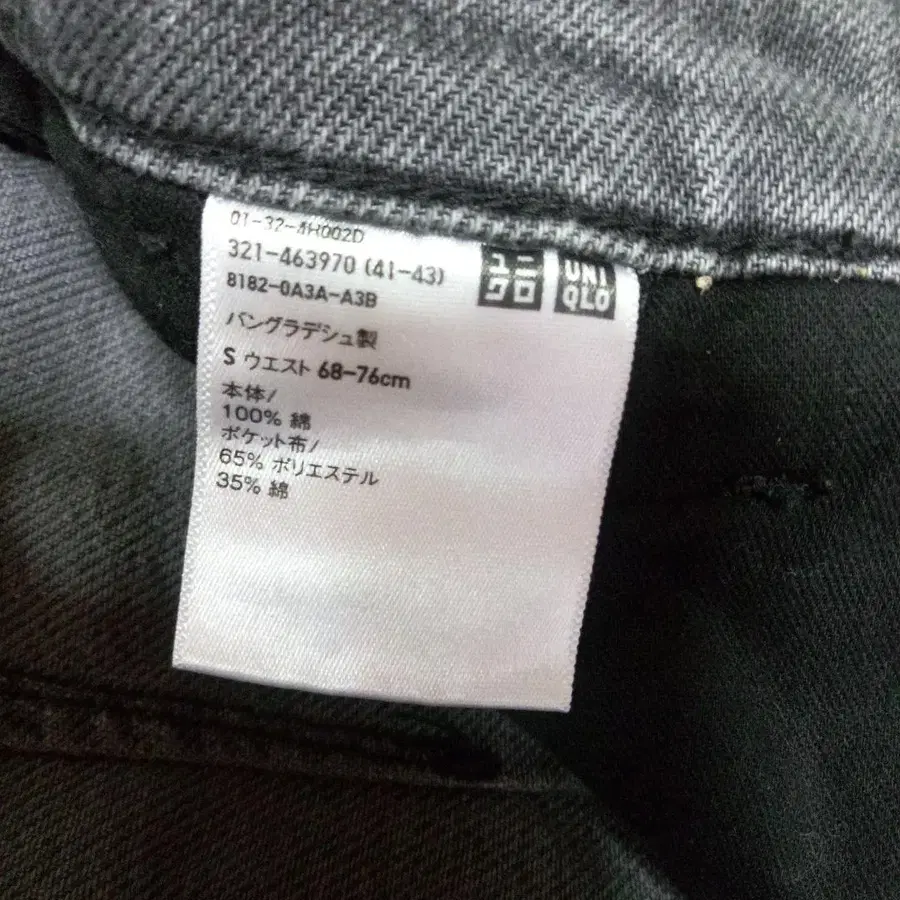 01-32-4H002D
321-463970 (41-43)
8182-0A3A-A3B
ユニ
クロ
UNI
QLO
バングラデシュ製
S ウエスト 68-76cm
本体/
100% 綿
ポケット布/
65% ポリエステル
35% 綿